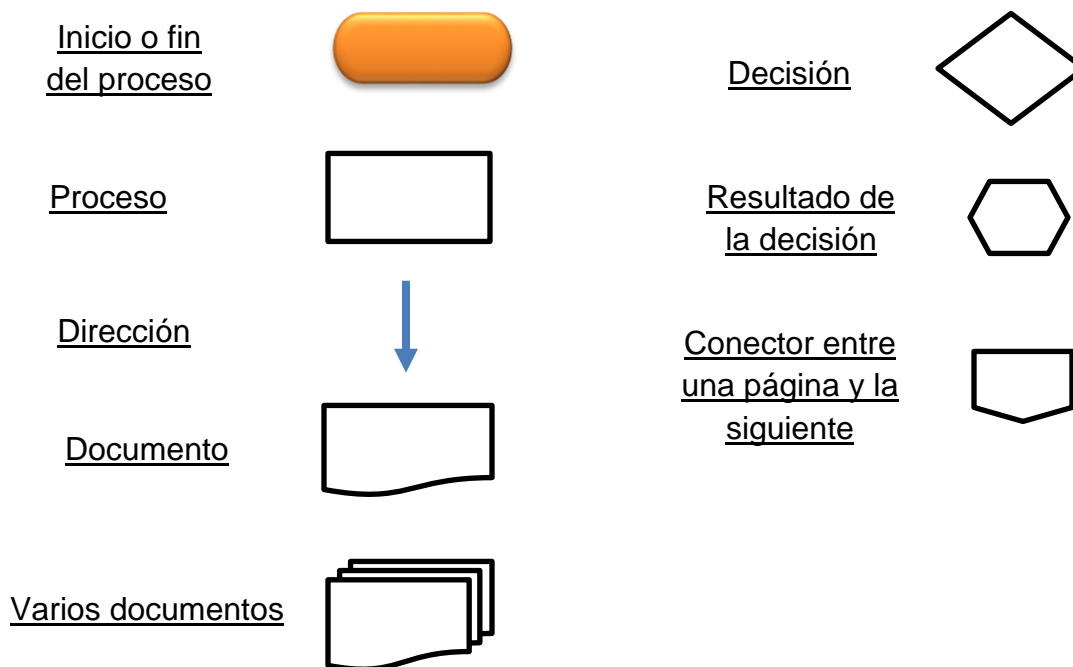 Inicio o fin
del proceso
Proceso
Dirección
Documento
Varios documentos
Decisión
Resultado de
la decisión
Conector entre
una página y la
siguiente